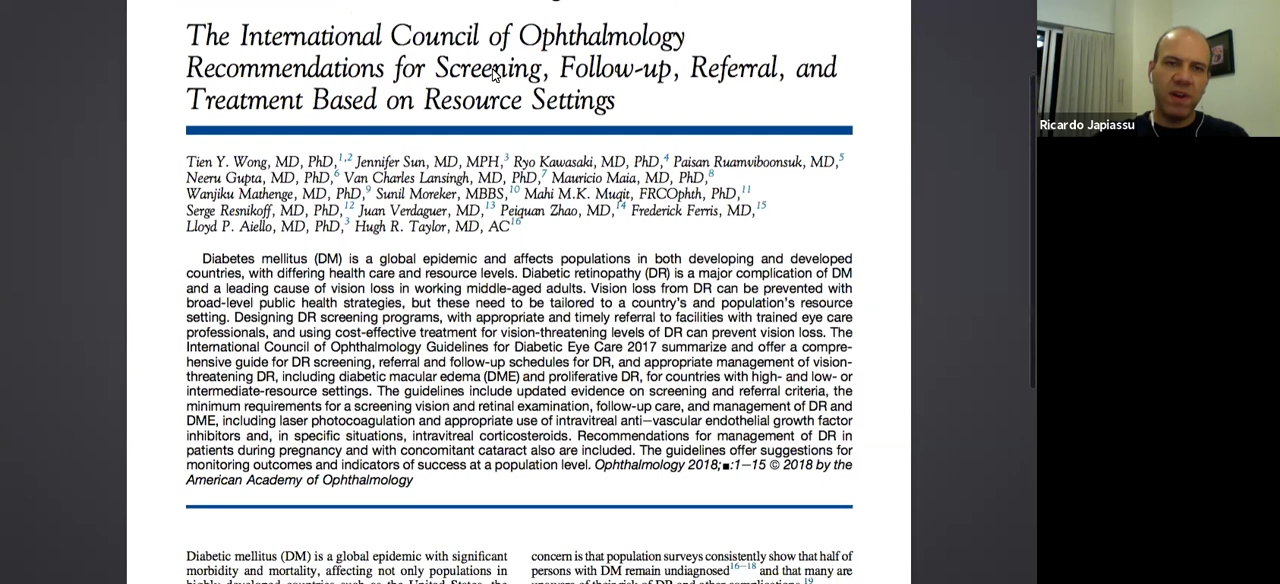 The International Council of Ophthalmology
Recommendations for Screening, Follow-up, Referral, and
Treatment Based on Resource Settings
Tien Y. Wong, MD, PhD,1,2 Jennifer Sun, MD, MPH,3 Ryo Kawasaki, MD, PhD,4 Paisan Ruamviboonsuk, MD,5
Neeru Gupta, MD, PhD,6 Van Charles Lansingh, MD, PhD,7 Mauricio Maia, MD, PhD,8
Wanjiku Mathenge, MD, PhD,9 Sunil Moreker, MBBS,10 Mahi M.K. Muqit, FRCOphth, PhD,11
Serge Resnikoff, MD, PhD,12 Juan Verdaguer, MD,13 Peiquan Zhao, MD,14 Frederick Ferris, MD,15
Lloyd P. Aiello, MD, PhD,3 Hugh R. Taylor, MD, AC16
Diabetes mellitus (DM) is a global epidemic and affects populations in both developing and developed
countries, with differing health care and resource levels. Diabetic retinopathy (DR) is a major complication of DM
and a leading cause of vision loss in working middle-aged adults. Vision loss from DR can be prevented with
broad-level public health strategies, but these need to be tailored to a country's and population's resource
setting. Designing DR screening programs, with appropriate and timely referral to facilities with trained eye care
professionals, and using cost-effective treatment for vision-threatening levels of DR can prevent vision loss. The
International Council of Ophthalmology Guidelines for Diabetic Eye Care 2017 summarize and offer a compre-
hensive guide for DR screening, referral and follow-up schedules for DR, and appropriate management of vision-
threatening DR, including diabetic macular edema (DME) and proliferative DR, for countries with high- and low- or
intermediate-resource settings. The guidelines include updated evidence on screening and referral criteria, the
minimum requirements for a screening vision and retinal examination, follow-up care, and management of DR and
DME, including laser photocoagulation and appropriate use of intravitreal anti–vascular endothelial growth factor
inhibitors and, in specific situations, intravitreal corticosteroids. Recommendations for management of DR in
patients during pregnancy and with concomitant cataract also are included. The guidelines offer suggestions for
monitoring outcomes and indicators of success at a population level. Ophthalmology 2018;■:1–15 © 2018 by the
American Academy of Ophthalmology
Diabetic mellitus (DM) is a global epidemic with significant
morbidity and mortality, affecting not only populations in
concern is that population surveys consistently show that half of
persons with DM remain undiagnosed16–18 and that many are
Ricardo Japiassu